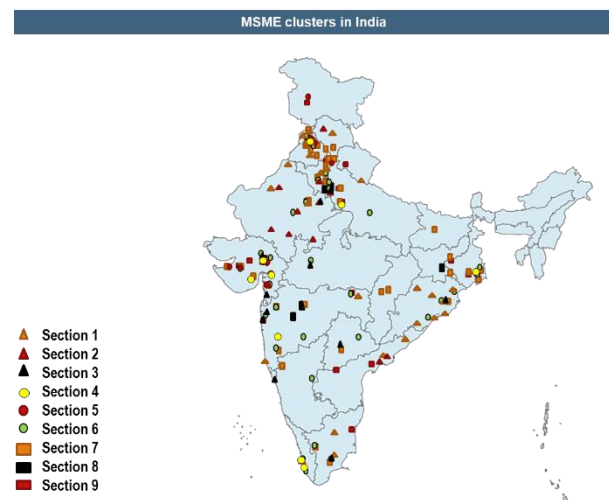 MSME clusters in India
Section 1
Section 2
Section 3
Section 4
Section 5
Section 6
Section 7
Section 8
Section 9